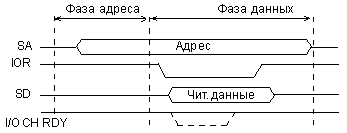 Фаза адреса Фаза данных
SA Адрес
IOR
SD Чит. данные
I/O CH RDY